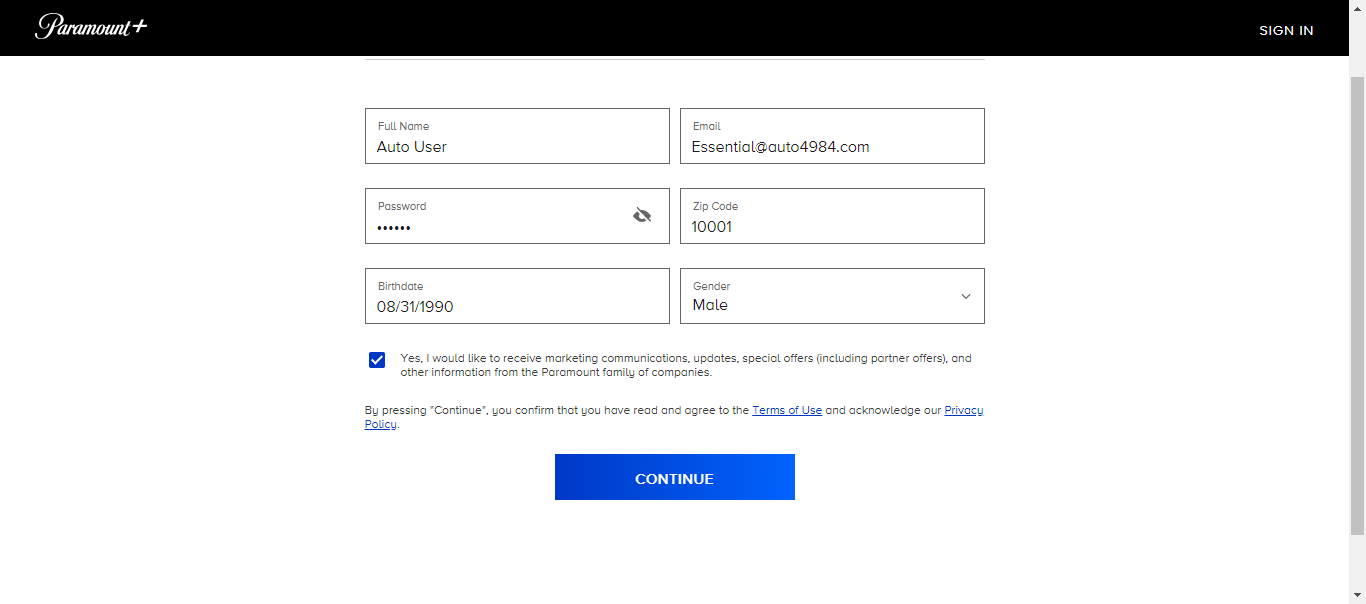 Paramount+
SIGN IN
Full Name
Auto User
Email
Essential@auto4984.com
Password
••••••
Zip Code
10001
Birthdate
08/31/1990
Gender
Male
Yes, I would like to receive marketing communications, updates, special offers (including partner offers), and
other information from the Paramount family of companies.
By pressing "Continue", you confirm that you have read and agree to the Terms of Use and acknowledge our Privacy
Policy.
CONTINUE